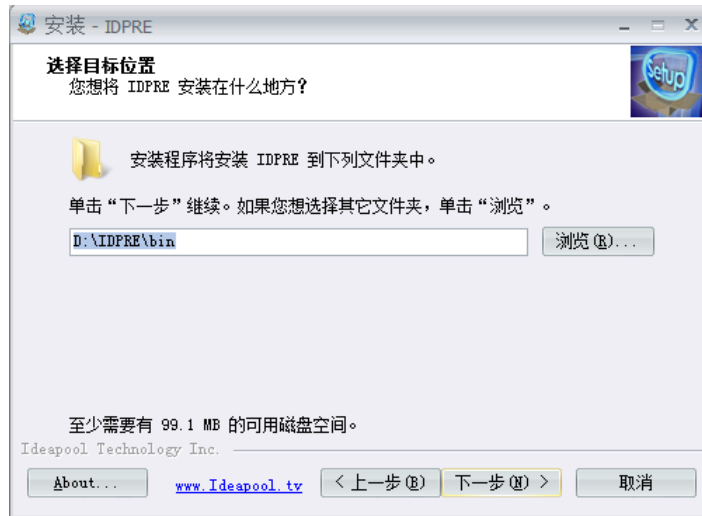 安装 - IDPRE
选择目标位置
您想将 IDPRE 安装在什么地方?
Setup
安装程序将安装 IDPRE 到下列文件夹中。
单击“下一步”继续。如果您想选择其它文件夹，单击“浏览”。
D:\IDPRE\bin
浏览(R)...
至少需要有 99.1 MB 的可用磁盘空间。
Ideapool Technology Inc.
About...
www.Ideapool.tv
< 上一步(B)
下一步(N) >
取消